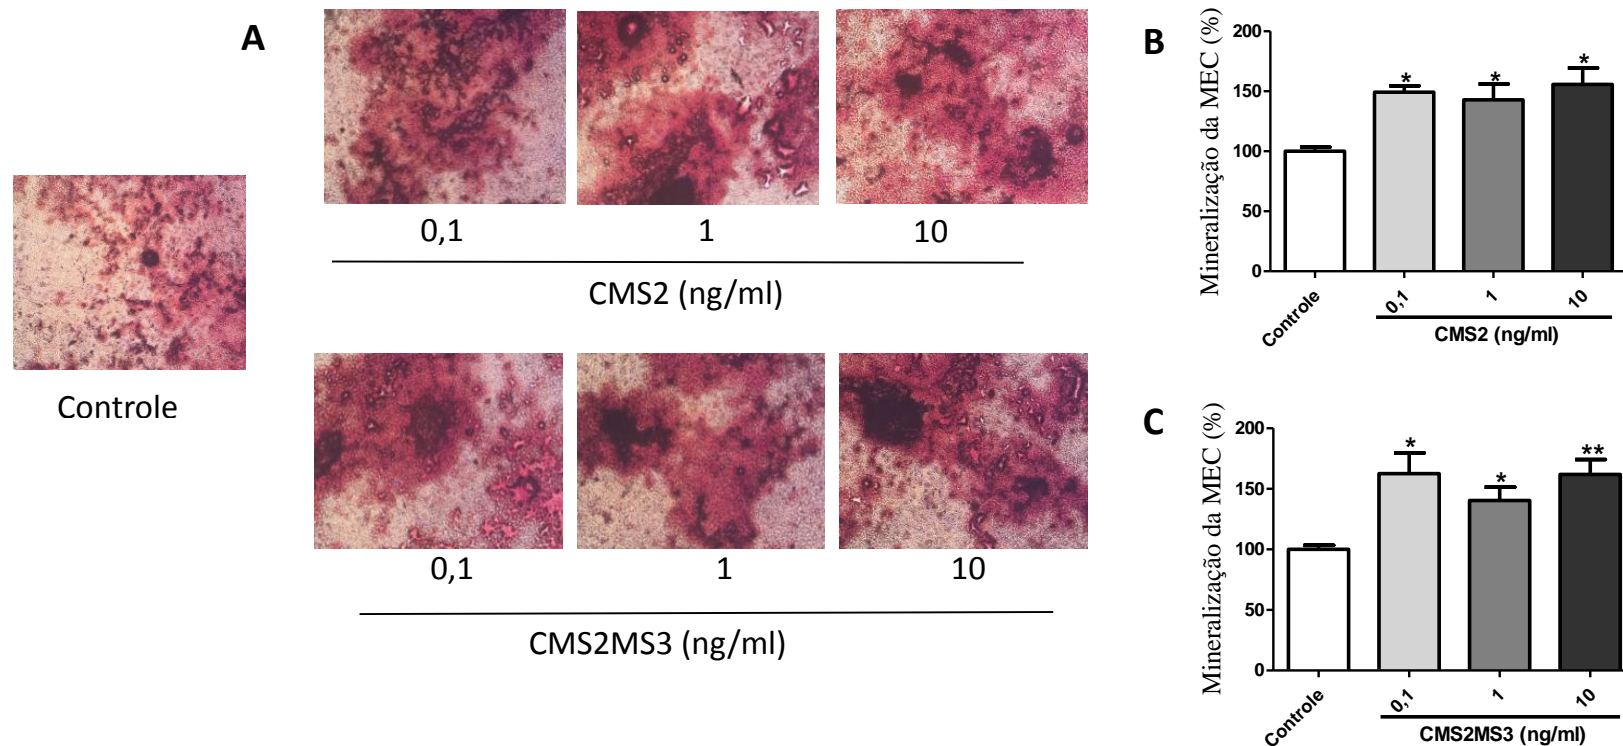 A
Controle
0,1
1
10
CMS2 (ng/ml)
0,1
1
10
CMS2MS3 (ng/ml)
B
Mineralização da MEC (%)
200
150
100
50
0
*
*
*
Controle
0,1
1
10
CMS2 (ng/ml)
C
Mineralização da MEC (%)
200
150
100
50
0
*
*
**
Controle
0,1
1
10
CMS2MS3 (ng/ml)